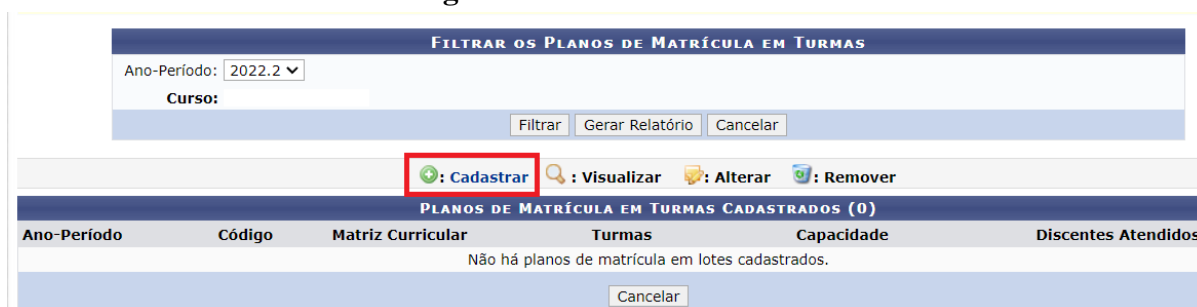 FILTRAR OS PLANOS DE MATRÍCULA EM TURMAS
Ano-Período: 2022.2
Curso:
Filtrar Gerar Relatório Cancelar
: Cadastrar : Visualizar : Alterar : Remover
PLANOS DE MATRÍCULA EM TURMAS CADASTRADOS (0)
Ano-Período Código Matriz Curricular Turmas Capacidade Discentes Atendidos
Não há planos de matrícula em lotes cadastrados.
Cancelar